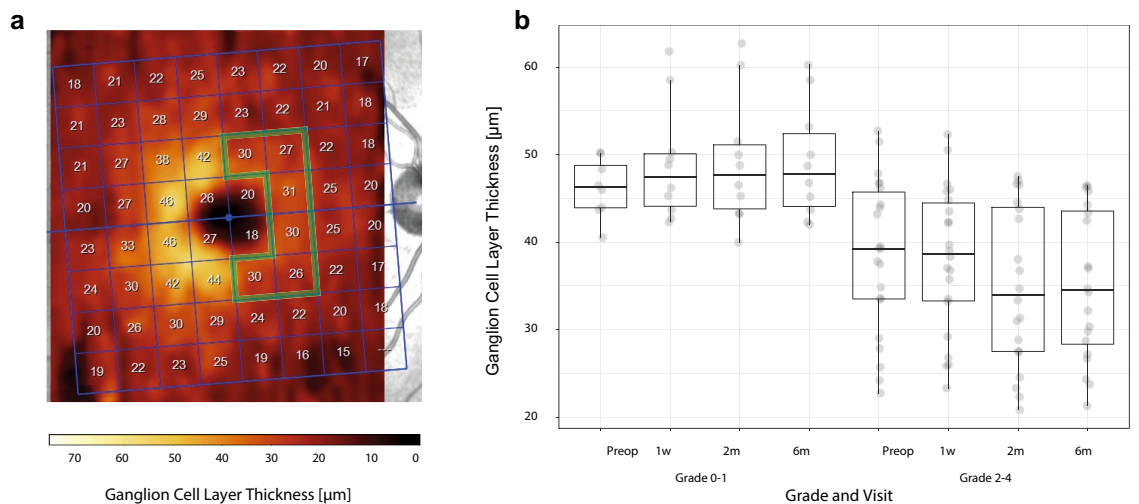 a
18 21 22 25 23 22 20 17
21 23 28 29 23 22 21 18
21 27 38 42 30 27 22 18
20 27 46 26 20 31 25 20
23 33 46 27 18 30 25 20
24 30 42 44 30 26 22 17
20 26 30 29 24 22 20 18
19 22 23 25 19 16 15
70 60 50 40 30 20 10 0
Ganglion Cell Layer Thickness [µm]
b
Ganglion Cell Layer Thickness [µm]
60
50
40
30
20
Preop 1w 2m 6m Preop 1w 2m 6m
Grade 0-1 Grade 2-4
Grade and Visit